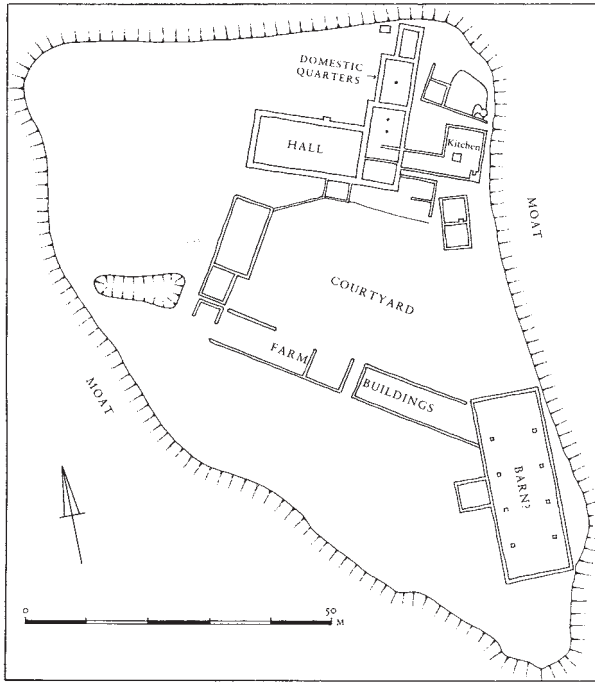 DOMESTIC
QUARTERS
HALL
Kitchen
MOAT
COURTYARD
FARM
BUILDINGS
MOAT
BARN?
0
50
M